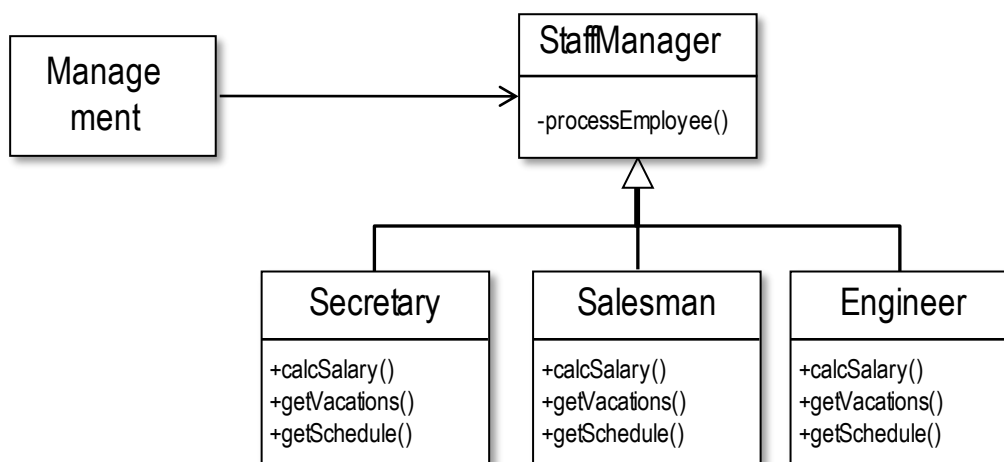 Manage
ment
StaffManager
-processEmployee()
Secretary
+calcSalary()
+getVacations()
+getSchedule()
Salesman
+calcSalary()
+getVacations()
+getSchedule()
Engineer
+calcSalary()
+getVacations()
+getSchedule()